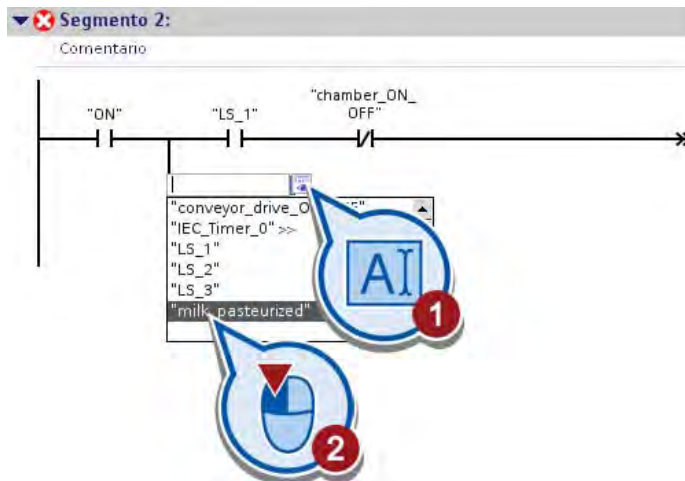 Segmento 2:
Comentario
"chamber_ON_
"ON" "LS_1" OFF"
"conveyor_drive_O
"IEC_Timer_0" >>
"LS_1"
"LS_2"
"LS_3"
"milk_pasteurized"
A
1
2